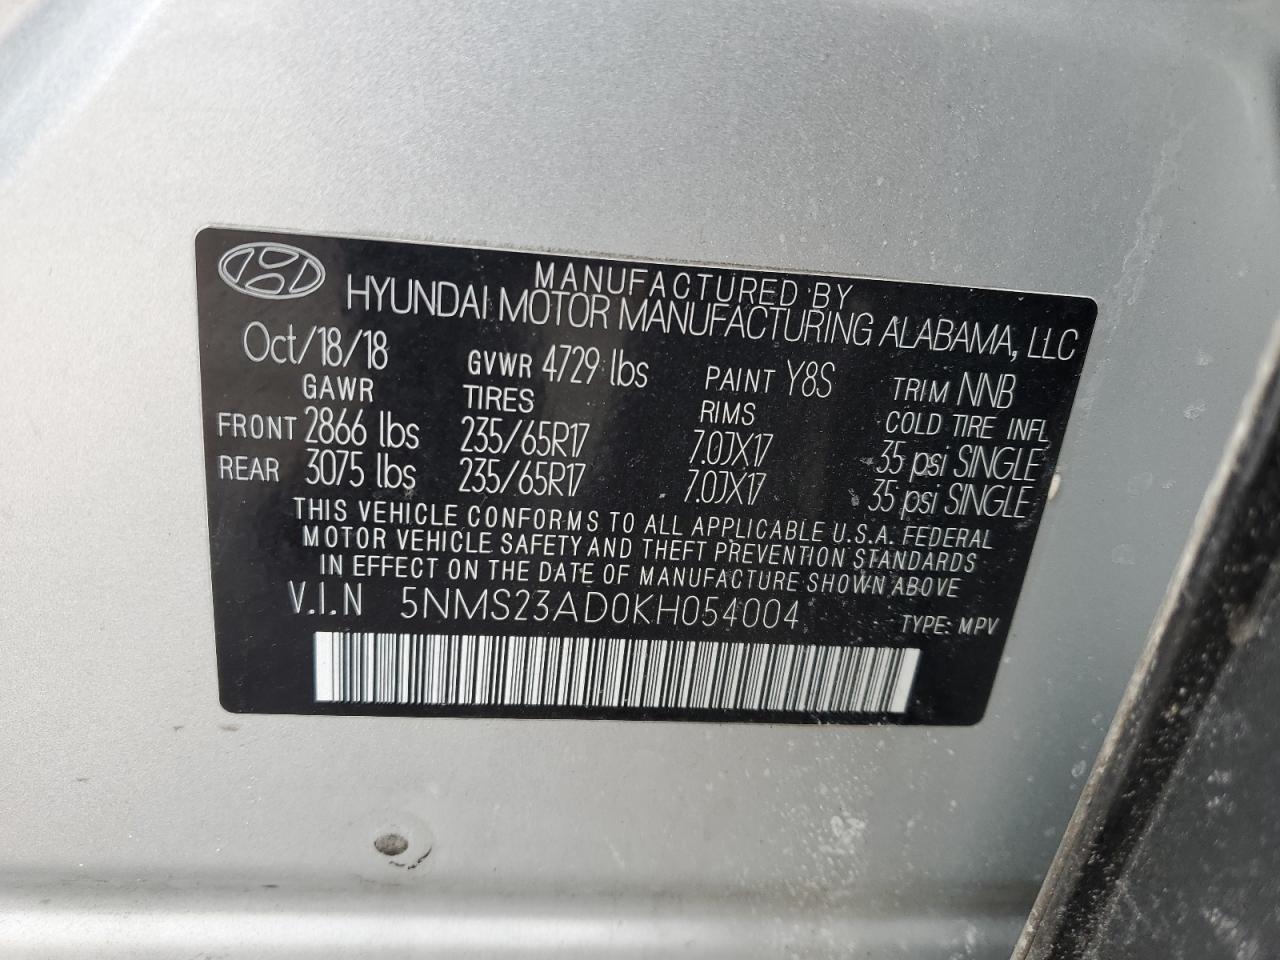 MANUFACTURED BY
HYUNDAI MOTOR MANUFACTURING ALABAMA, LLC
Oct/18/18 GVWR 4729 lbs PAINT Y8S TRIM NNB
GAWR TIRES RIMS COLD TIRE INFL
FRONT 2866 lbs 235/65R17 7.0JX17 35 psi SINGLE
REAR 3075 lbs 235/65R17 7.0JX17 35 psi SINGLE
THIS VEHICLE CONFORMS TO ALL APPLICABLE U.S.A. FEDERAL
MOTOR VEHICLE SAFETY AND THEFT PREVENTION STANDARDS
IN EFFECT ON THE DATE OF MANUFACTURE SHOWN ABOVE
V.I.N 5NMS23AD0KH054004 TYPE: MPV